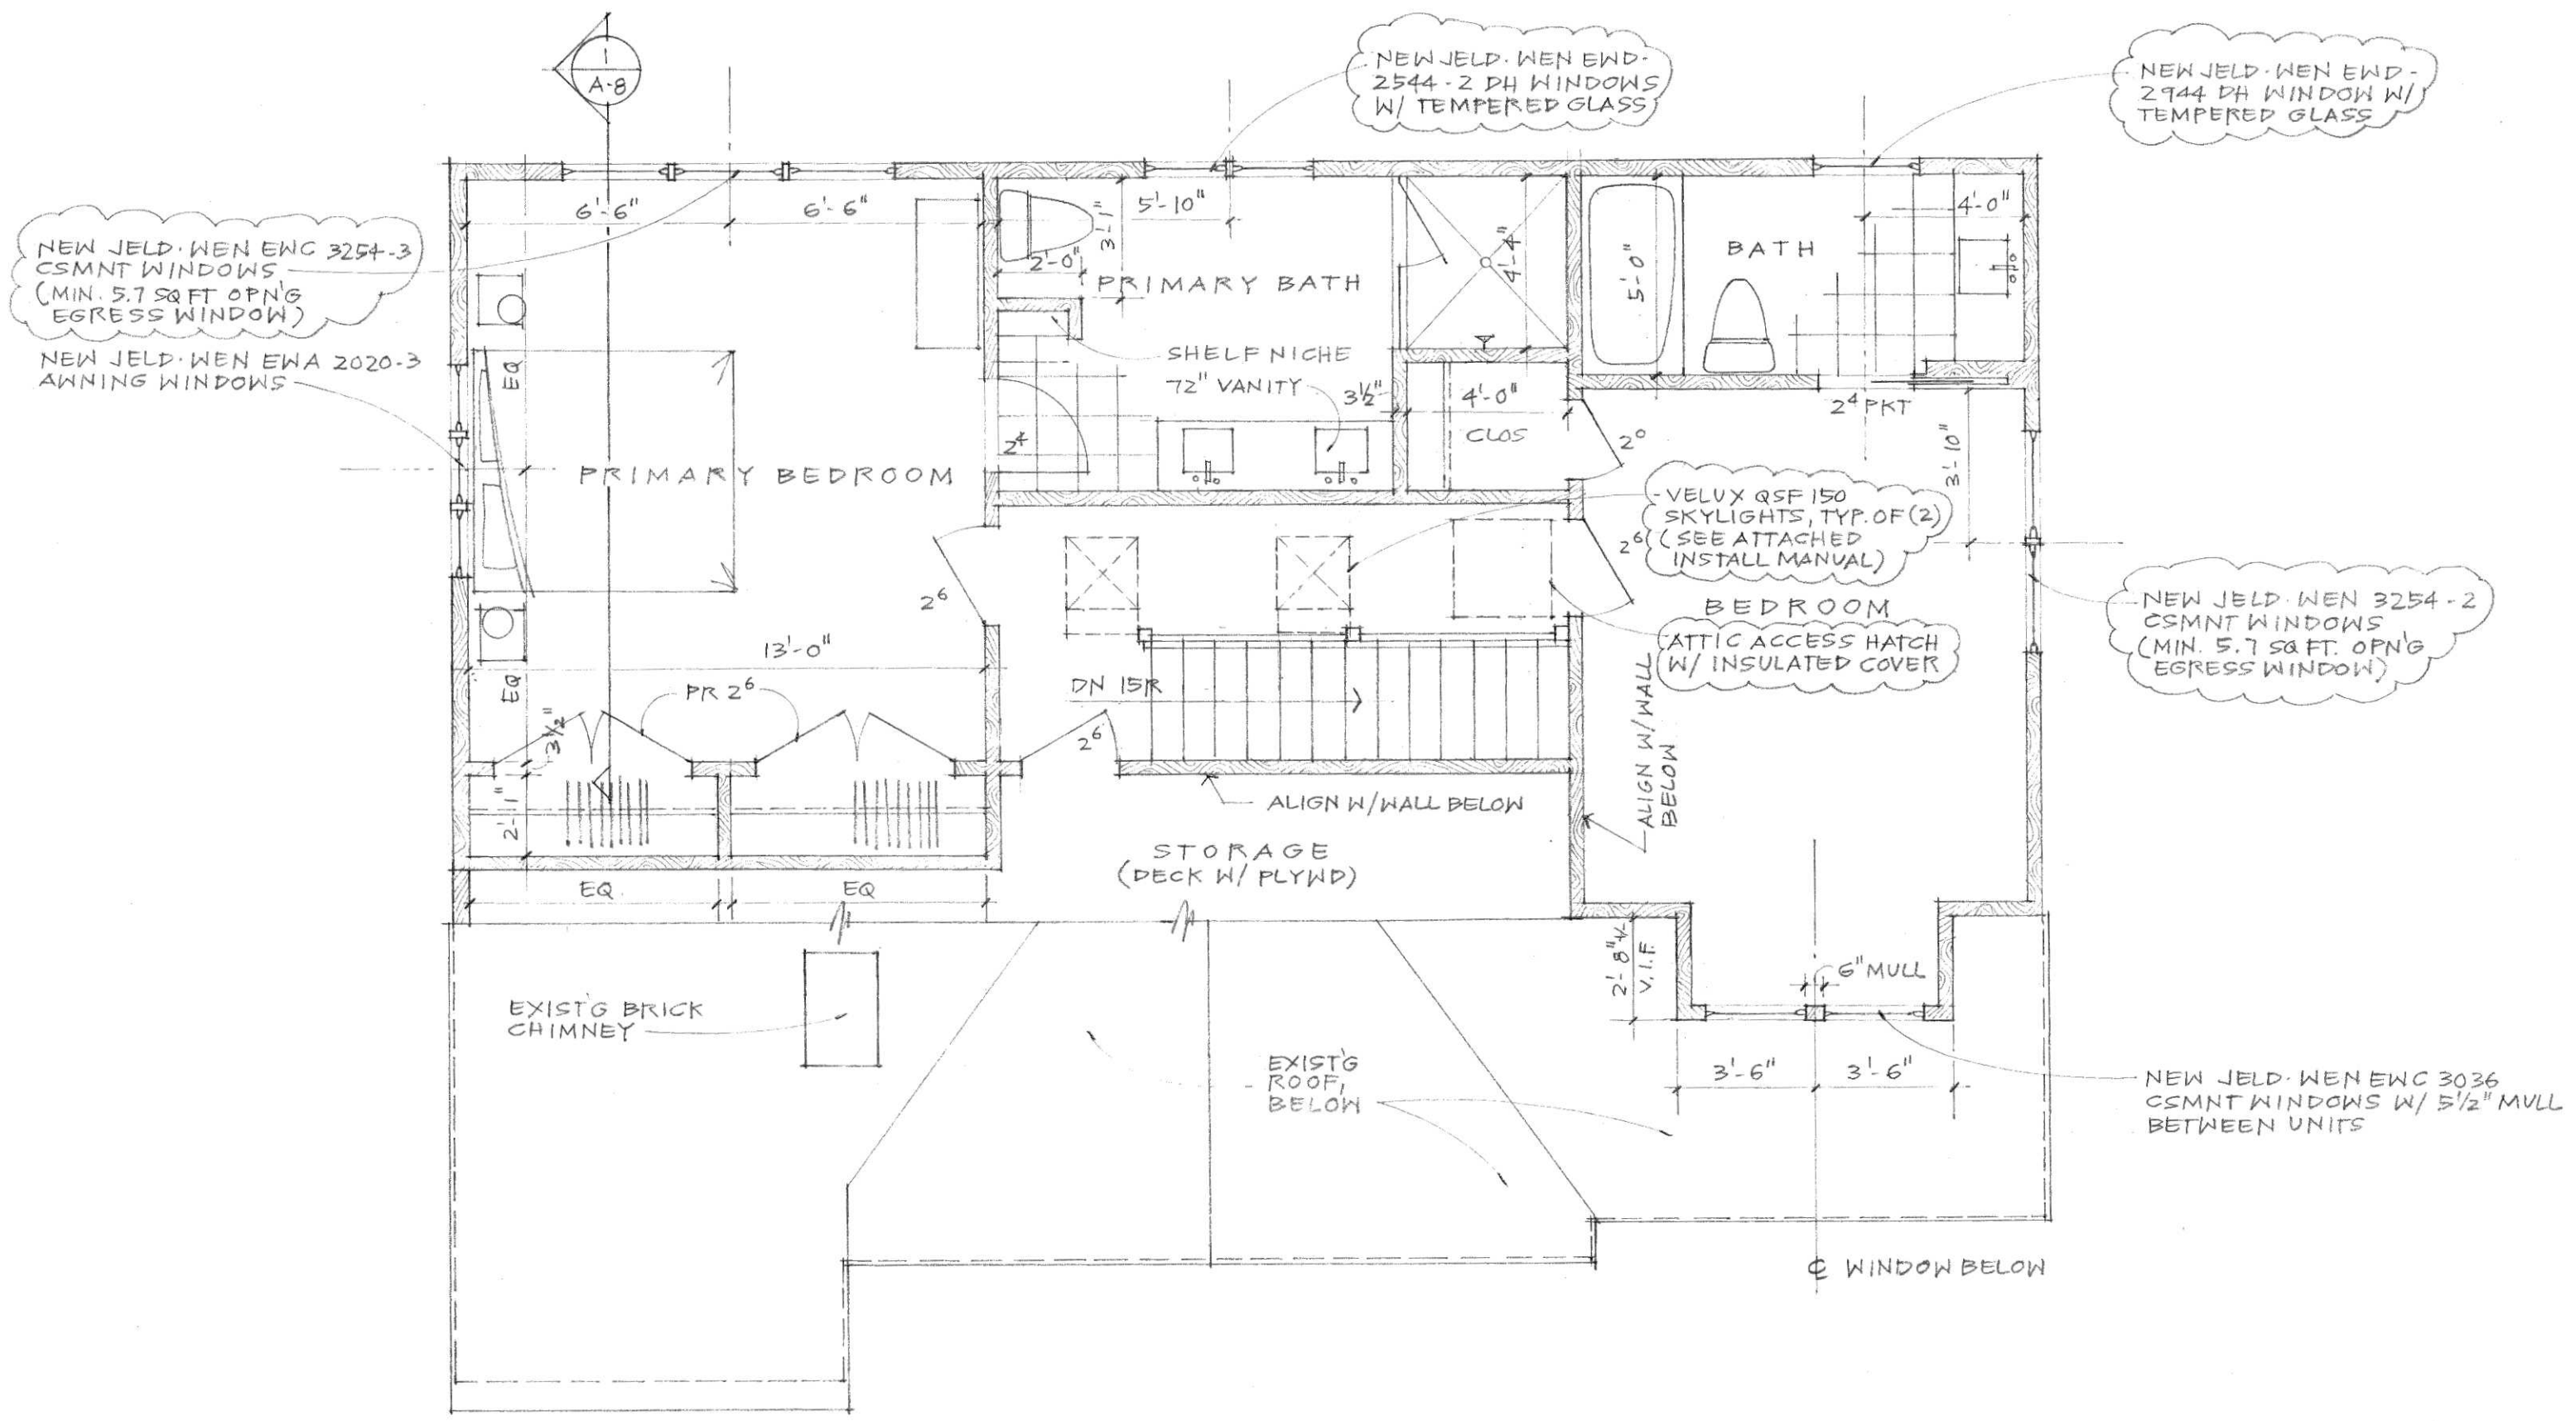 1
A-8
NEW JELD-WEN EWD-
2544-2 DH WINDOWS
W/ TEMPERED GLASS
NEW JELD-WEN EWD-
2944 DH WINDOW W/
TEMPERED GLASS
6'-6"
6'-6"
3'-1"
5'-10"
4'-4"
4'-0"
NEW JELD-WEN EWC 3254-3
CSMNT WINDOWS
(MIN. 5.7 SQ FT OPN'G
EGRESS WINDOW)
2'-0"
PRIMARY BATH
5'-0"
BATH
NEW JELD-WEN EWA 2020-3
AWNING WINDOWS
EQ
SHELF NICHE
72" VANITY
3½"
4'-0"
CLOS
2⁴ PKT
2⁴
2⁰
3'-10"
PRIMARY BEDROOM
VELUX QSF 150
SKYLIGHTS, TYP. OF (2)
(SEE ATTACHED
INSTALL MANUAL)
2⁶
2⁶
BEDROOM
NEW JELD-WEN 3254-2
CSMNT WINDOWS
(MIN. 5.7 SQ FT. OPN'G
EGRESS WINDOW)
ATTIC ACCESS HATCH
W/ INSULATED COVER
13'-0"
EQ
PR 2⁶
DN 15R
3½"
2⁶
ALIGN W/WALL
BELOW
2'-1"
ALIGN W/WALL BELOW
STORAGE
(DECK W/ PLYWD)
EQ
EQ
2'-8" +/-
V.I.F.
6" MULL
EXIST'G BRICK
CHIMNEY
EXIST'G
ROOF,
BELOW
3'-6"
3'-6"
NEW JELD-WEN EWC 3036
CSMNT WINDOWS W/ 5½" MULL
BETWEEN UNITS
℄ WINDOW BELOW